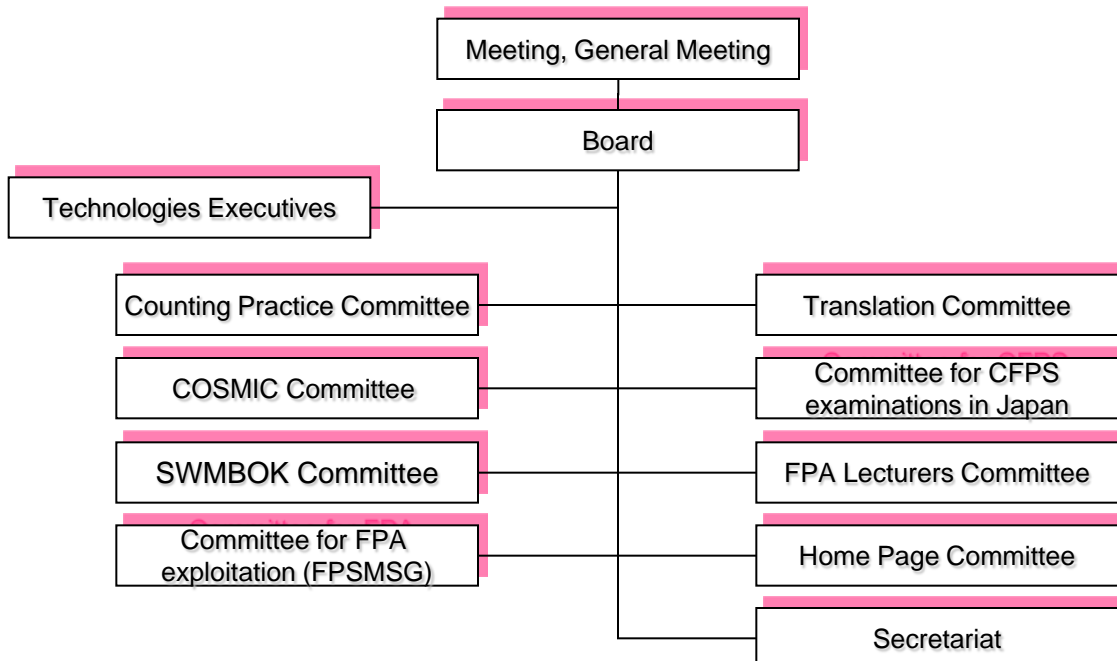 Meeting, General Meeting
Board
Technologies Executives
Counting Practice Committee
Translation Committee
COSMIC Committee
Committee for CFPS
examinations in Japan
SWMBOK Committee
FPA Lecturers Committee
Committee for FPA
exploitation (FPSMSG)
Home Page Committee
Secretariat